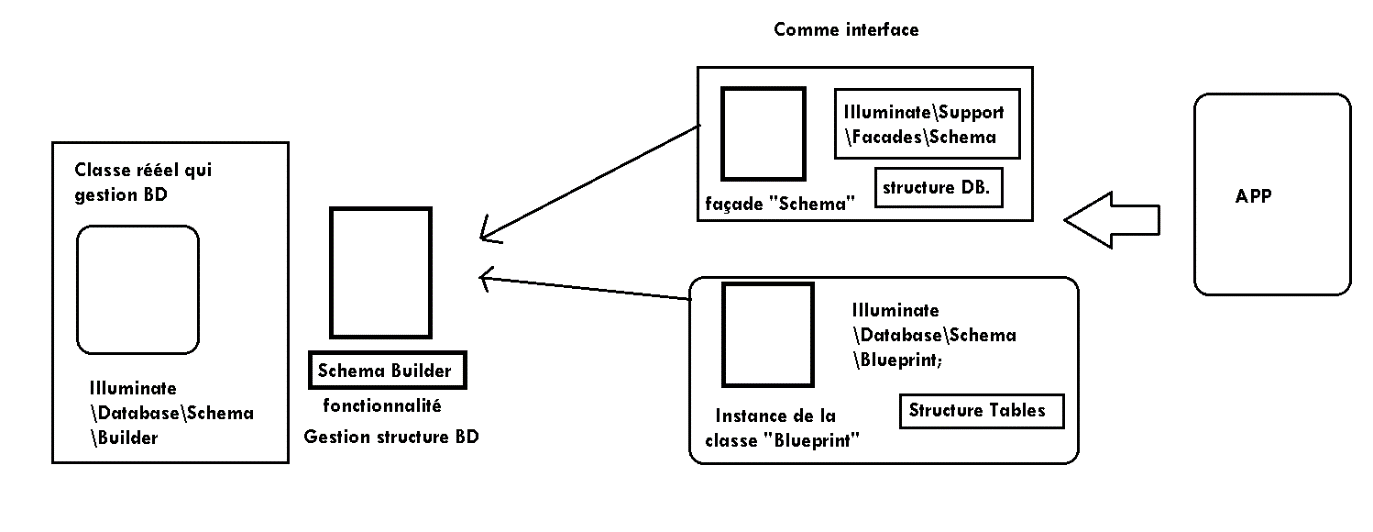 Comme interface
Classe rééel qui
gestion BD
Illuminate
\Database\Schema
\Builder
Schema Builder
fonctionnalité
Gestion structure BD
Illuminate\Support
\Facades\Schema
structure DB.
façade "Schema"
Illuminate
\Database\Schema
\Blueprint;
Structure Tables
Instance de la
classe "Blueprint"
APP